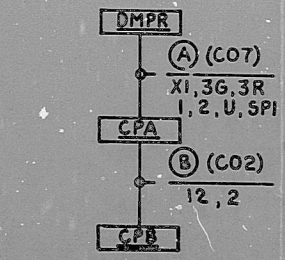 DMPR
A (C07)
X1, 3G, 3R
1, 2, U, SP1
CPA
B (C02)
12, 2
CPB